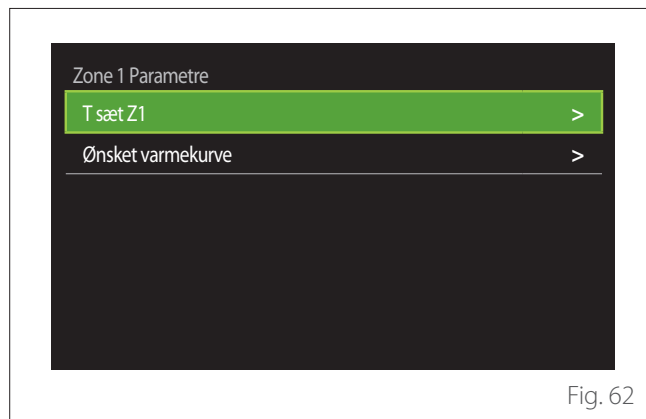 Zone 1 Parametre
T sæt Z1 >
Ønsket varmekurve >
Fig. 62